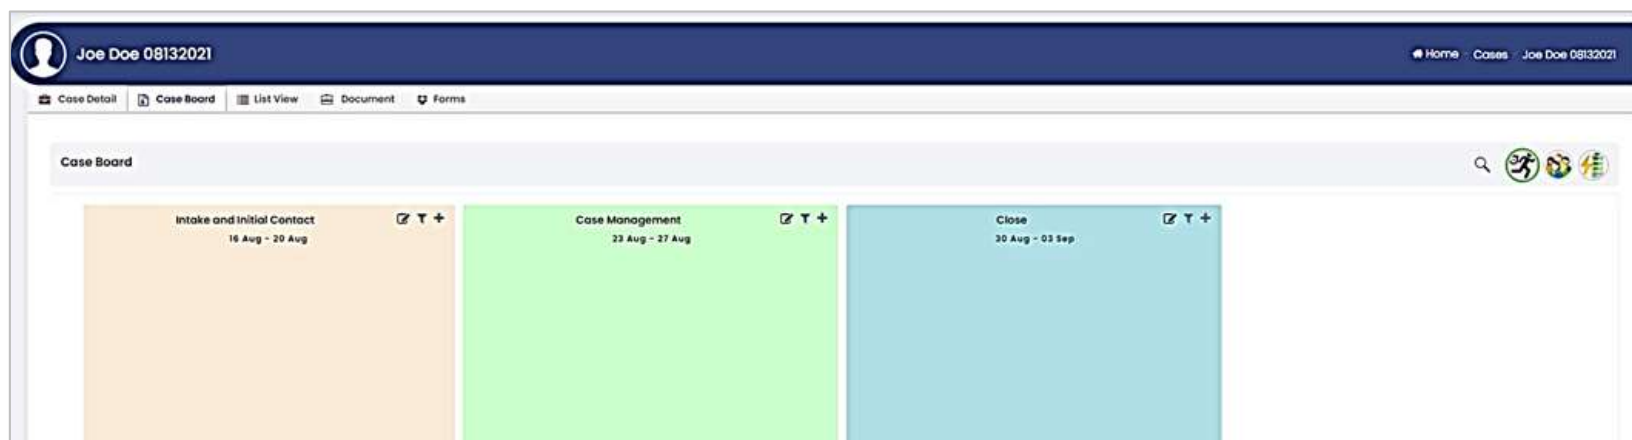 Joe Doe 08132021
Home Cases Joe Doe 08132021
Case Detail Case Board List View Document Forms
Case Board
Intake and Initial Contact
16 Aug - 20 Aug
Case Management
23 Aug - 27 Aug
Close
30 Aug - 03 Sep